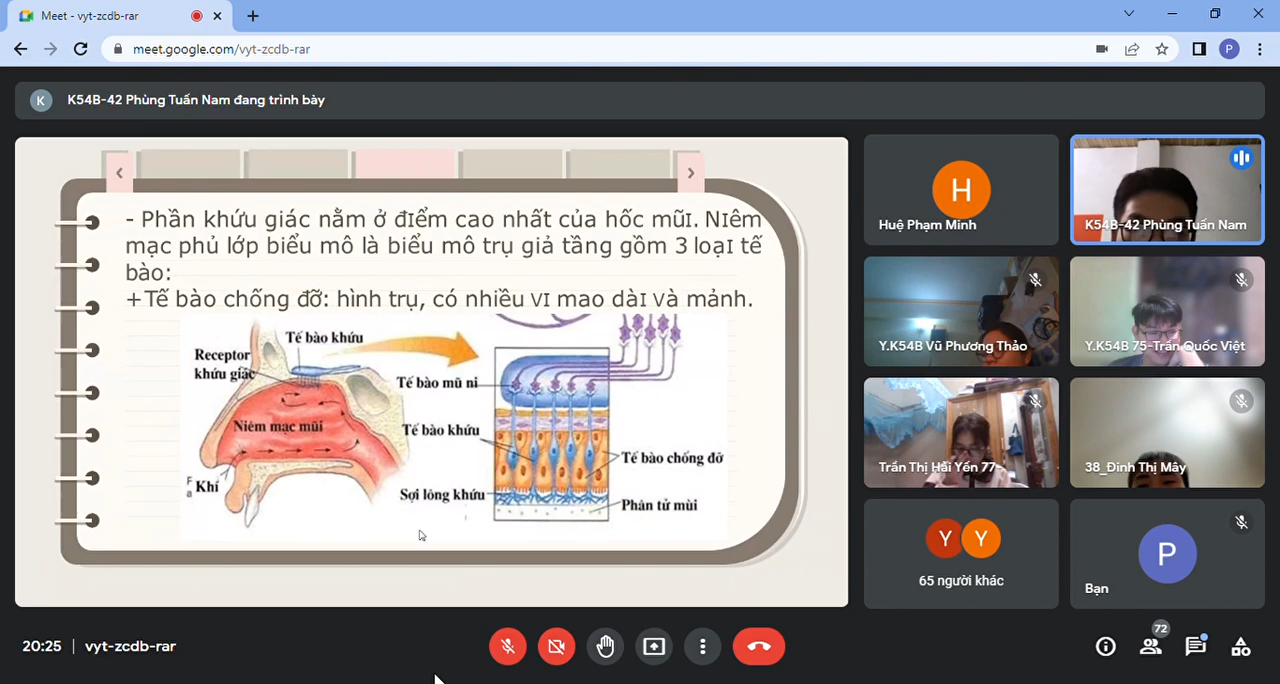 Meet - vyt-zcdb-rar
meet.google.com/vyt-zcdb-rar
P
K
K54B-42 Phùng Tuấn Nam đang trình bày
- Phần khứu giác nằm ở điểm cao nhất của hốc mũi. Niêm
mạc phủ lớp biểu mô là biểu mô trụ giả tầng gồm 3 loại tế
bào:
+ Tế bào chống đỡ: hình trụ, có nhiều vi mao dài và mảnh.
Tế bào khứu
Receptor
khứu giác
Niêm mạc mũi
F
a
Khí
Tế bào mũ ni
Tế bào khứu
Sợi lông khứu
Tế bào chống đỡ
Phân tử mùi
H
Huệ Phạm Minh
K54B-42 Phùng Tuấn Nam
Y.K54B Vũ Phương Thảo
Y.K54B 75-Trần Quốc Việt
Trần Thị Hải Yến 77-
38_Đinh Thị Mây
Y Y
65 người khác
P
Bạn
20:25 | vyt-zcdb-rar
72